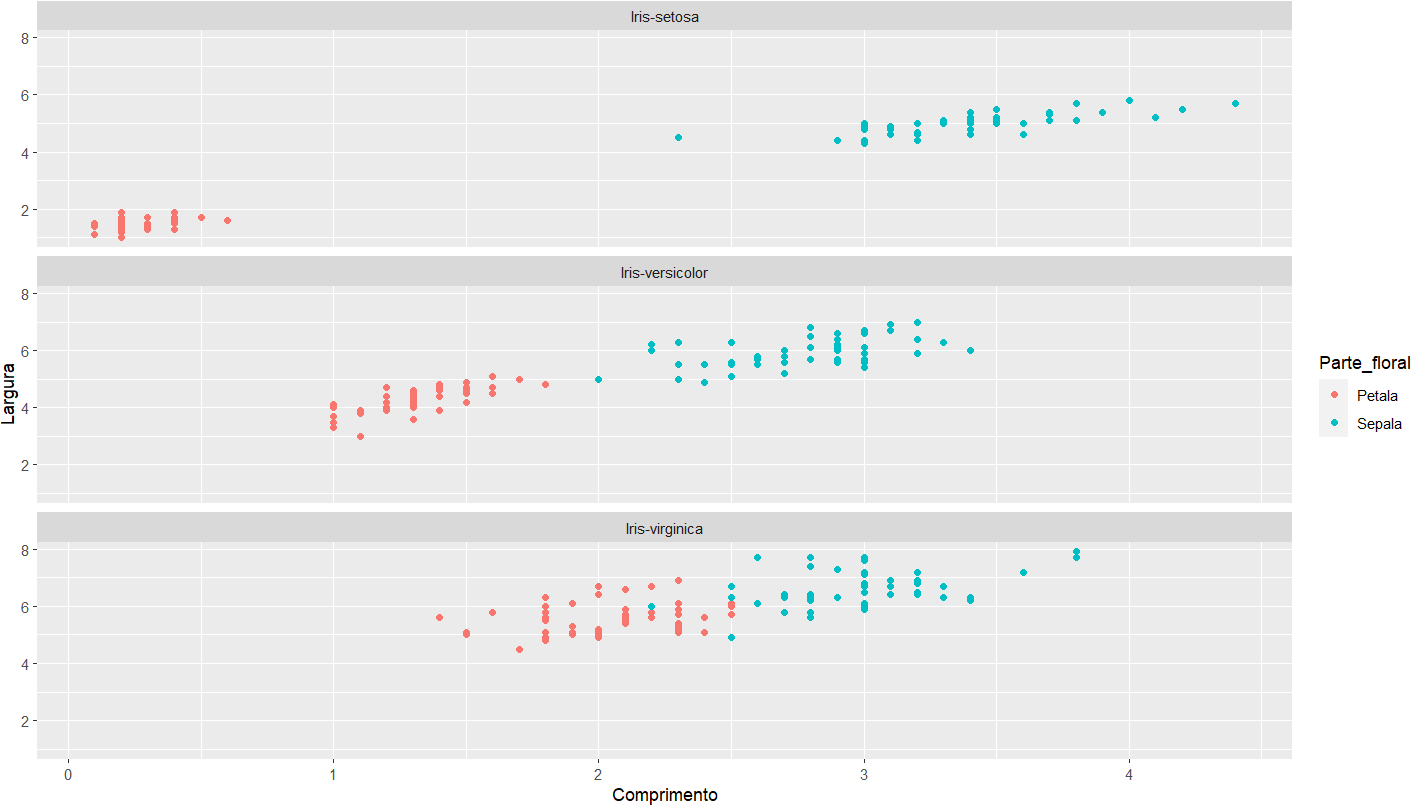 Iris-setosa
8
6
4
2
Iris-versicolor
8
6
4
2
Iris-virginica
8
6
4
2
0 1 2 3 4
Comprimento
Largura
Parte_floral
Petala
Sepala